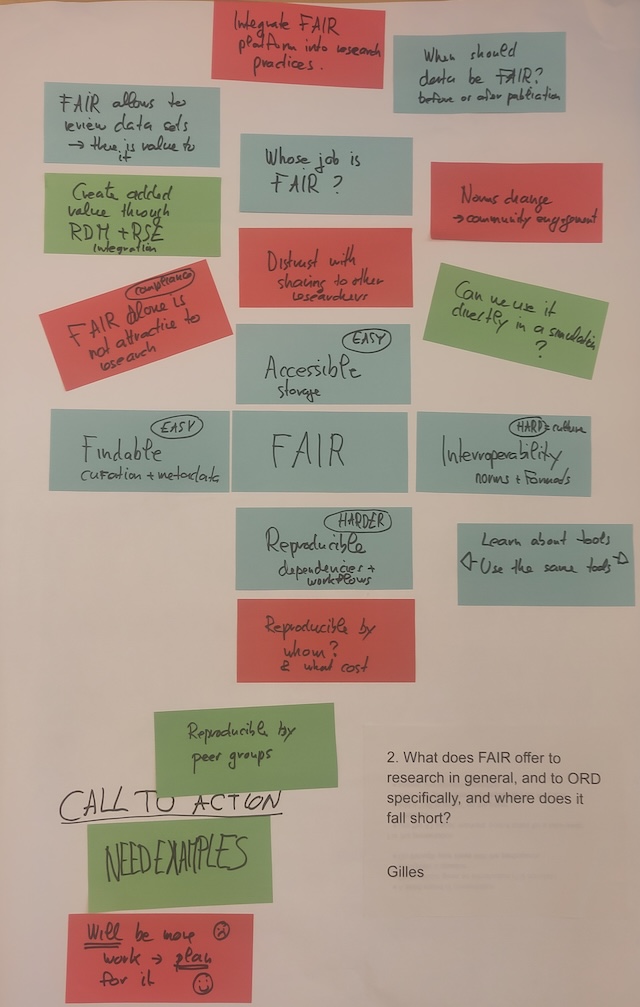 Integrate FAIR
platform into research
practices.
When should
data be FAIR?
before or after publication
FAIR allows to
review data sets
→ there is value to
it
Whose job is
FAIR ?
Norms change
→ community engagement
Create added
value through
RDM + RSE
integration
Distrust with
sharing to other
researchers
compliance
FAIR alone is
not attractive to
research
Can we use it
directly in a simulation
?
EASY
Accessible
storage
EASY
Findable
curation + metadata
FAIR
HARD = culture
Interroperability
norms + Formats
HARDER
Reproducible
dependencies +
workflows
Learn about tools
Use the same tools
Reproducible by
whom?
& what cost
Reproducible by
peer groups
2. What does FAIR offer to
research in general, and to ORD
specifically, and where does it
fall short?
Gilles
CALL TO ACTION
NEED EXAMPLES
Will be more
work → plan
for it